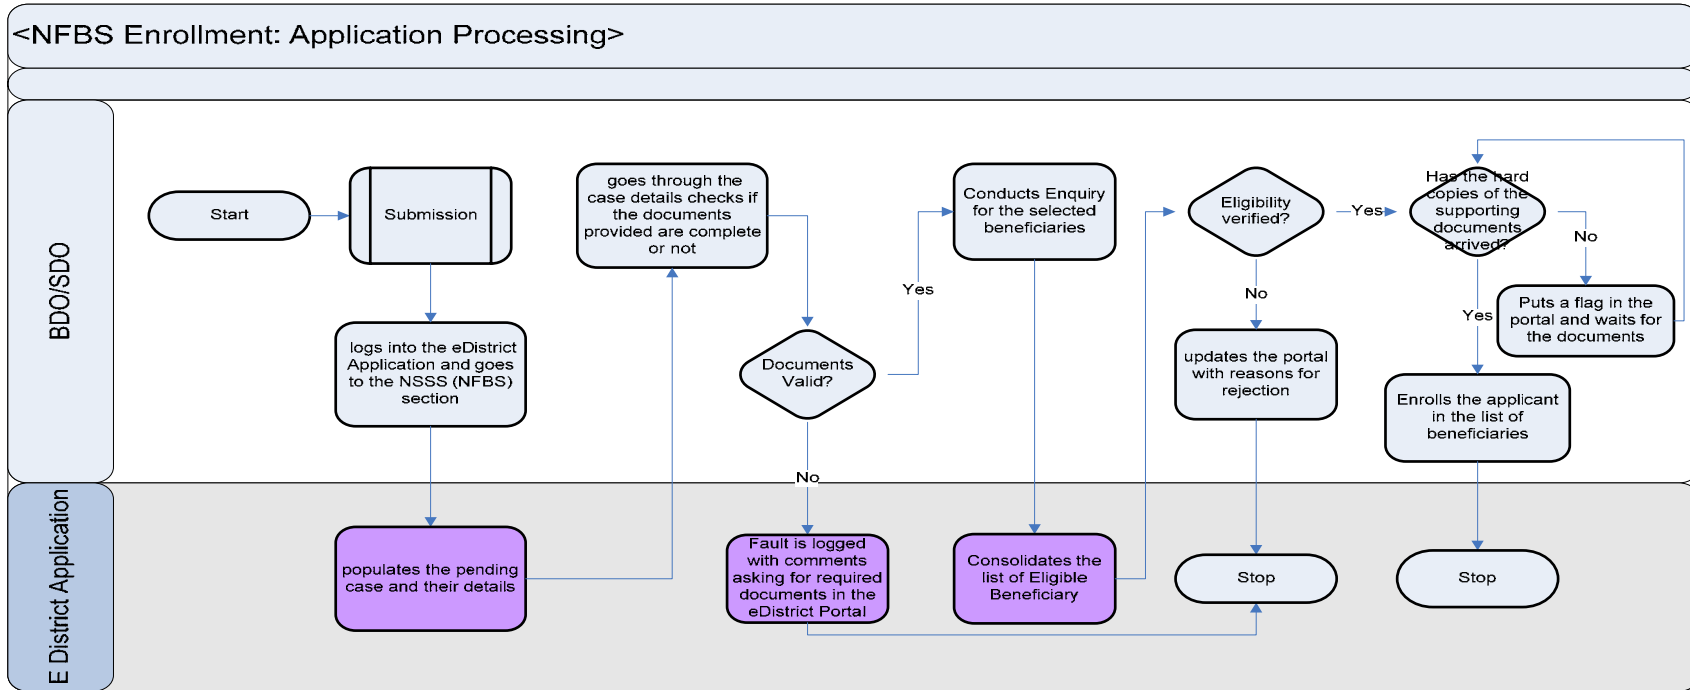 <NFBS Enrollment: Application Processing>
BDO/SDO
Start
Submission
logs into the eDistrict
Application and goes
to the NSSS (NFBS)
section
goes through the
case details checks if
the documents
provided are complete
or not
Documents
Valid?
Yes
No
Conducts Enquiry
for the selected
beneficiaries
Eligibility
verified?
Yes
No
updates the portal
with reasons for
rejection
Has the hard
copies of the
supporting
documents
arrived?
No
Yes
Puts a flag in the
portal and waits for
the documents
Enrolls the applicant
in the list of
beneficiaries
E District Application
populates the pending
case and their details
Fault is logged
with comments
asking for required
documents in the
eDistrict Portal
Consolidates the
list of Eligible
Beneficiary
Stop
Stop